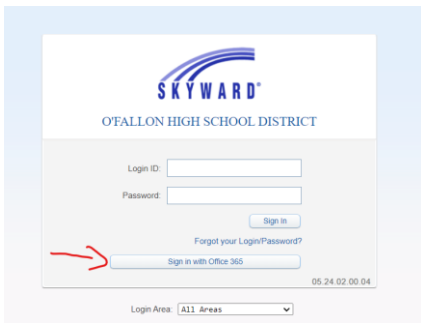 SKYWARD®
O'FALLON HIGH SCHOOL DISTRICT
Login ID:
Password:
Sign In
Forgot your Login/Password?
Sign in with Office 365
05.24.02.00.04
Login Area: All Areas